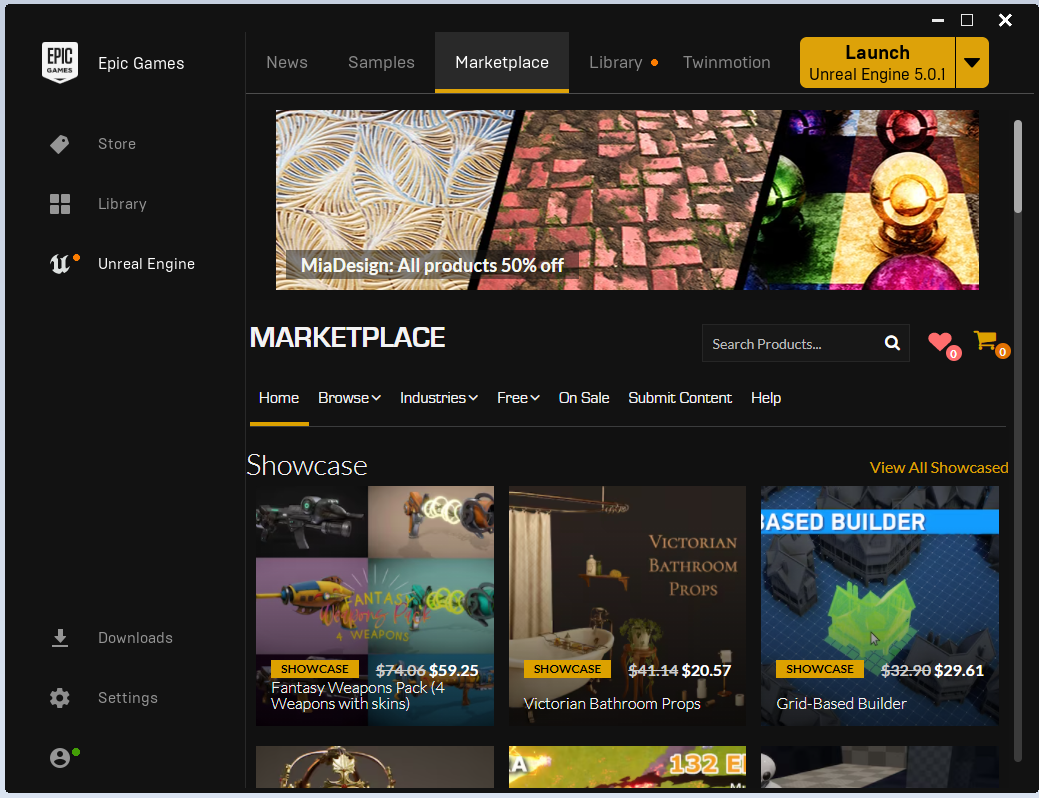 EPIC
GAMES
Epic Games
Store
Library
Unreal Engine
Downloads
Settings
News
Samples
Marketplace
Library
Twinmotion
Launch
Unreal Engine 5.0.1
MiaDesign: All products 50% off
MARKETPLACE
Search Products...
0
0
Home
Browse
Industries
Free
On Sale
Submit Content
Help
Showcase
View All Showcased
FANTASY
Weapons Pack
4 WEAPONS
SHOWCASE
$74.06 $59.25
Fantasy Weapons Pack (4
Weapons with skins)
VICTORIAN
BATHROOM
PROPS
SHOWCASE
$41.14 $20.57
Victorian Bathroom Props
BASED BUILDER
SHOWCASE
$32.90 $29.61
Grid-Based Builder
132